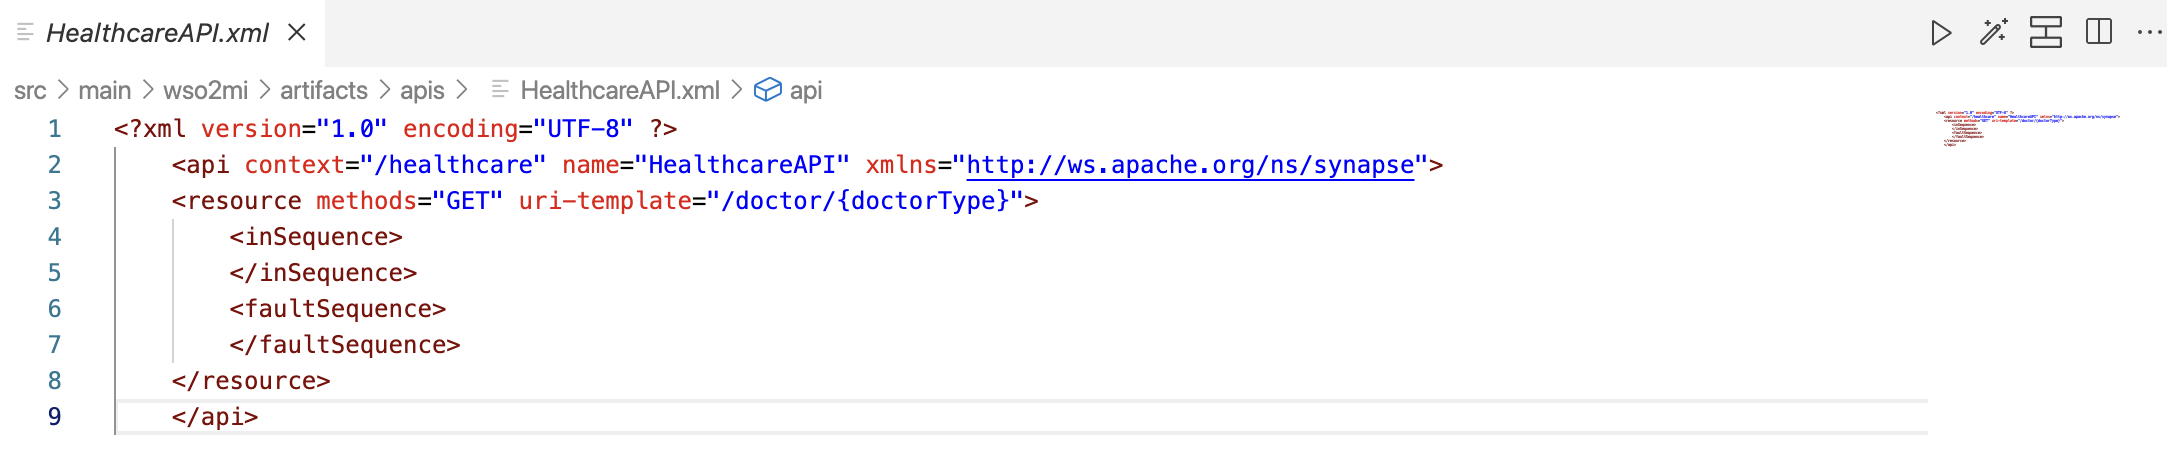 HealthcareAPI.xml
src > main > wso2mi > artifacts > apis > HealthcareAPI.xml > api
1 <?xml version="1.0" encoding="UTF-8" ?>
2 <api context="/healthcare" name="HealthcareAPI" xmlns="http://ws.apache.org/ns/synapse">
3 <resource methods="GET" uri-template="/doctor/{doctorType}">
4 <inSequence>
5 </inSequence>
6 <faultSequence>
7 </faultSequence>
8 </resource>
9 </api>